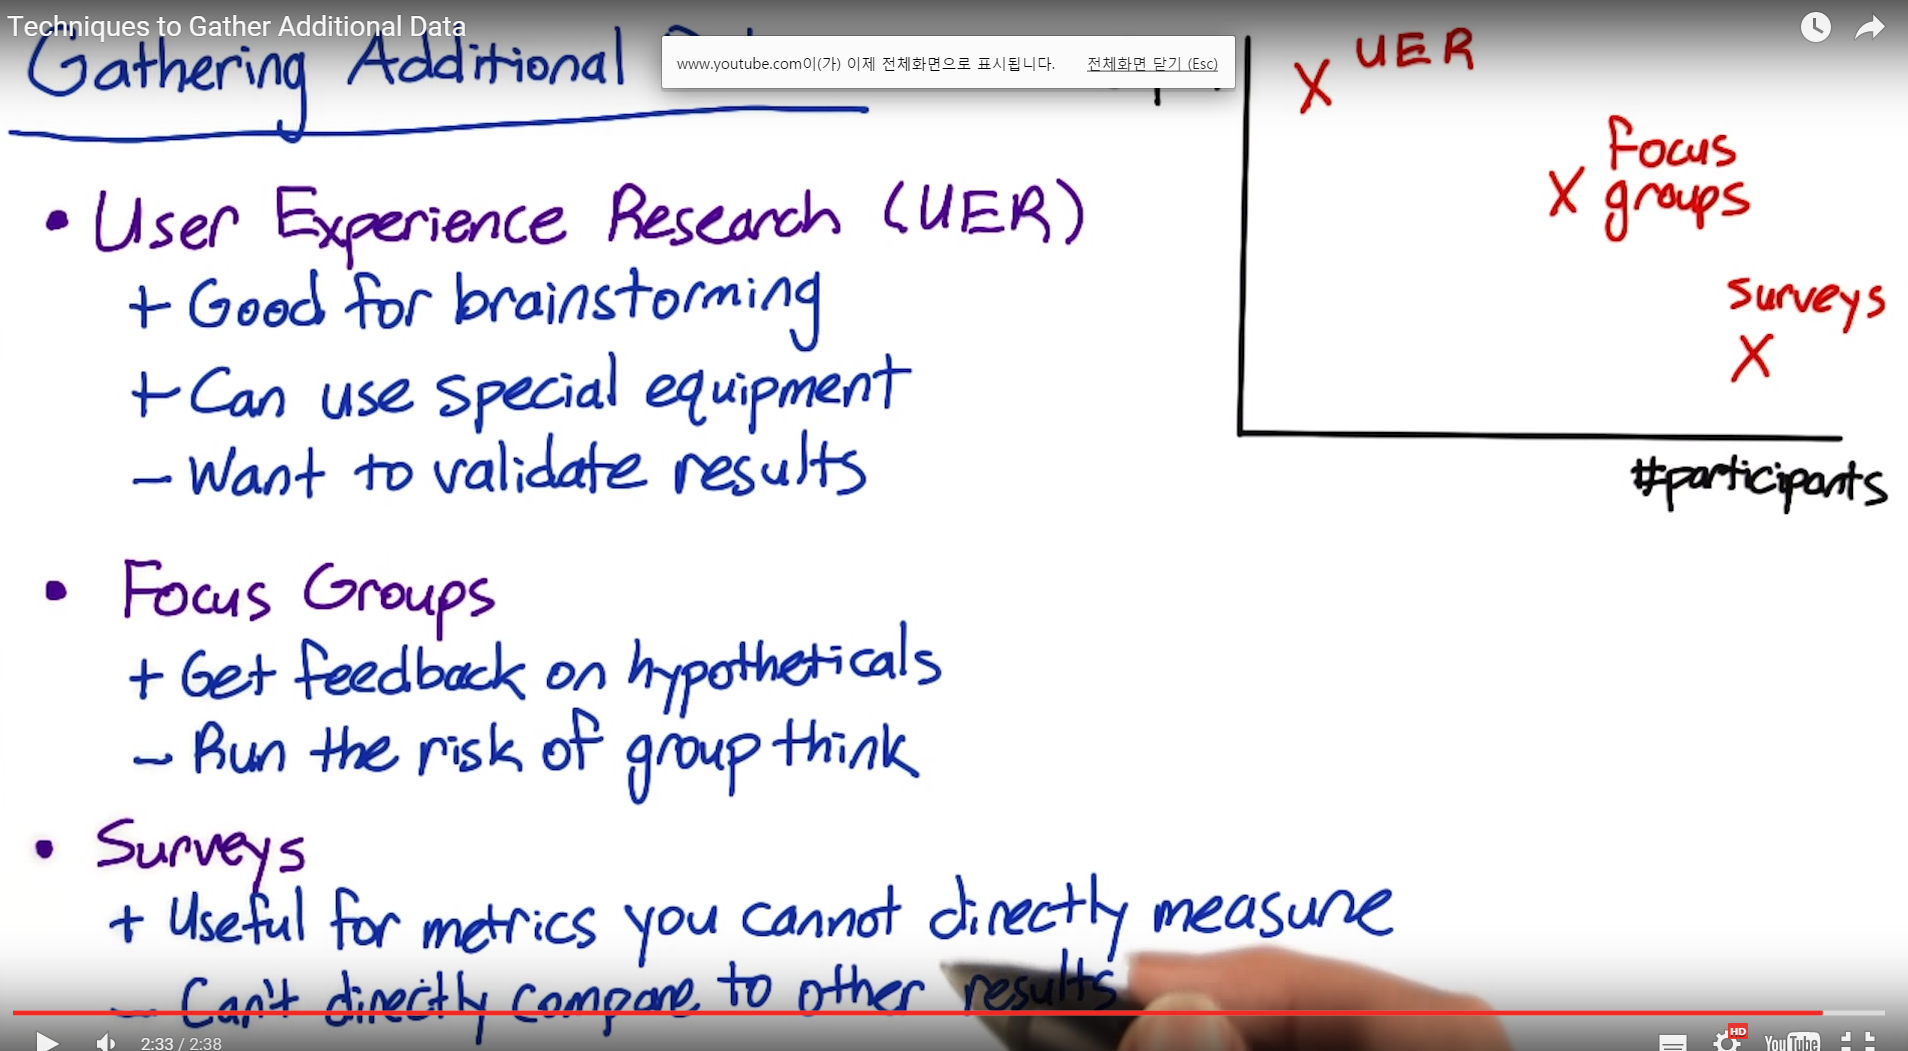 Techniques to Gather Additional Data
Gathering Additional
www.youtube.com이(가) 이제 전체화면으로 표시됩니다. 전체화면 닫기 (Esc)
• User Experience Research (UER)
+ Good for brainstorming
+ Can use special equipment
- Want to validate results
• Focus Groups
+ Get feedback on hypotheticals
- Run the risk of group think
• Surveys
+ Useful for metrics you cannot directly measure
- Can't directly compare to other results
X UER
Focus
X groups
surveys
X
#participants
2:33 / 2:38
HD
YouTube